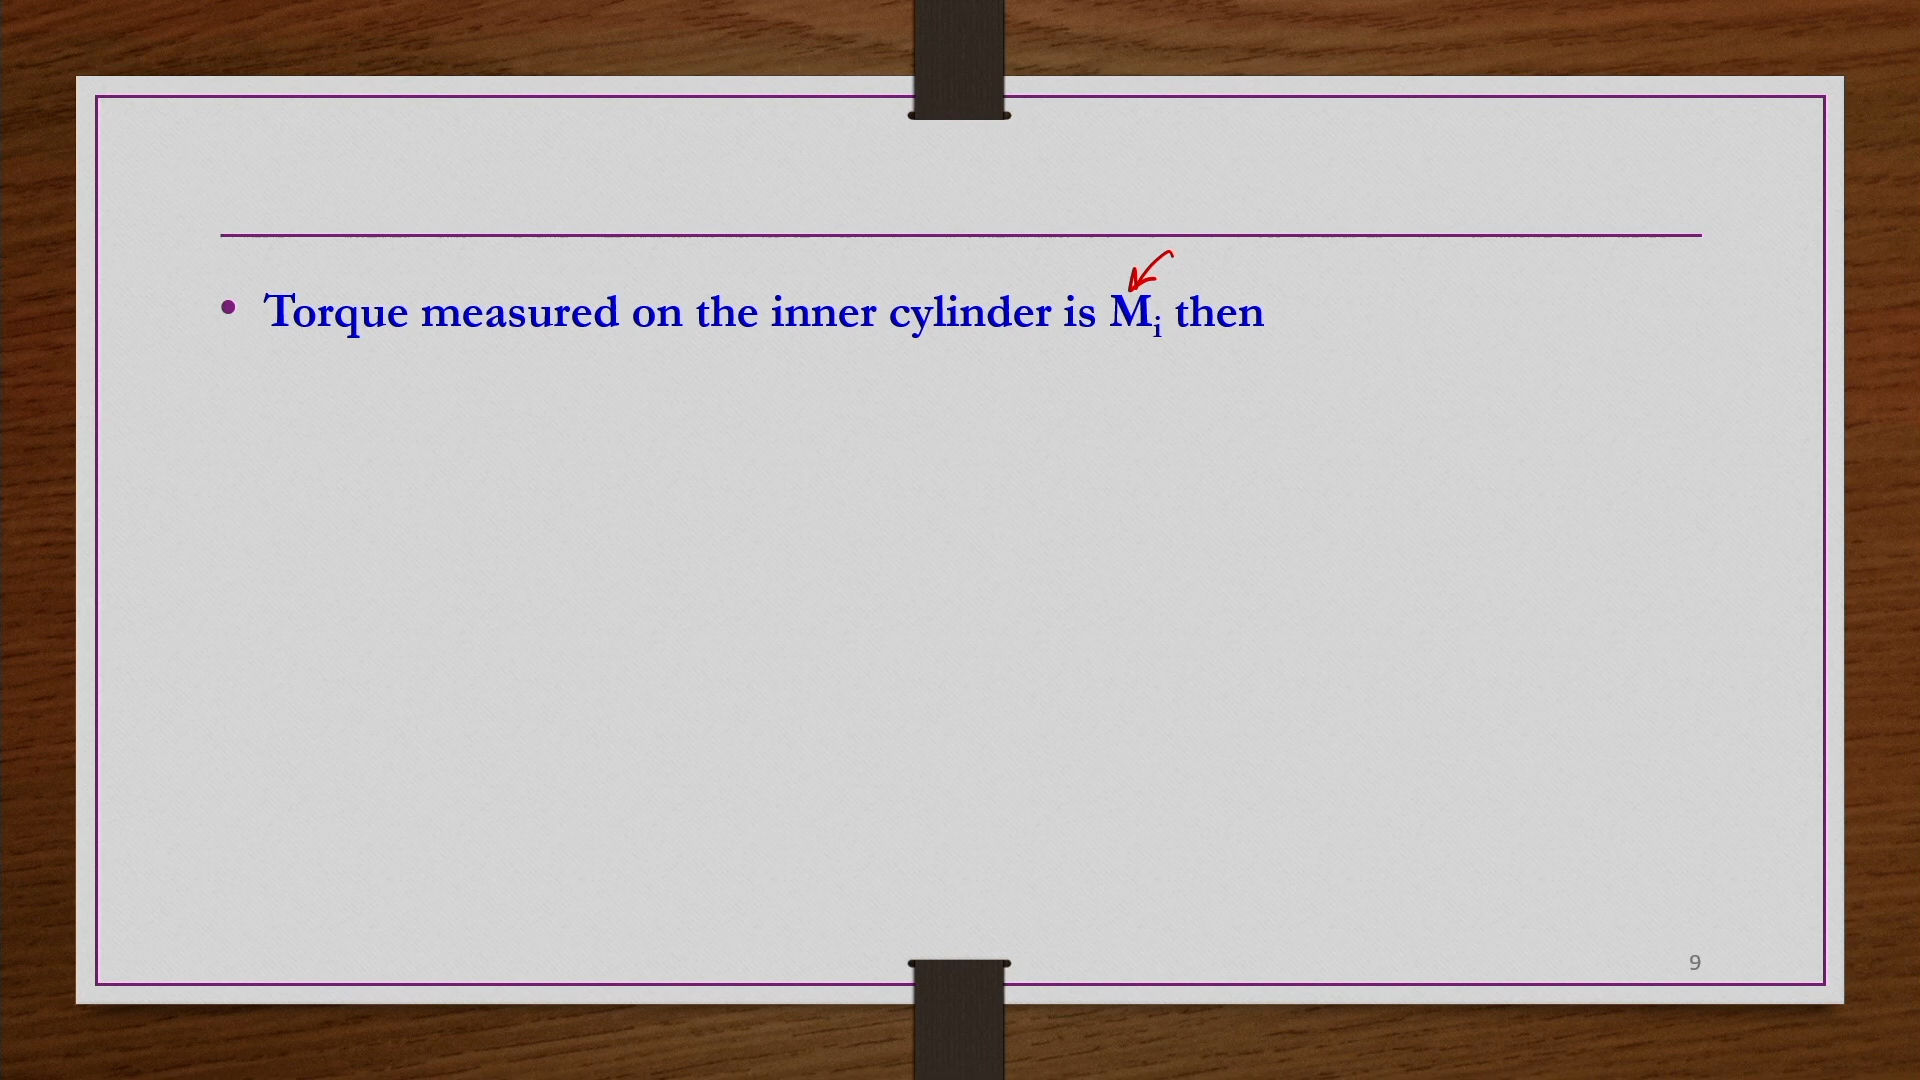 • Torque measured on the inner cylinder is Mᵢ then
9